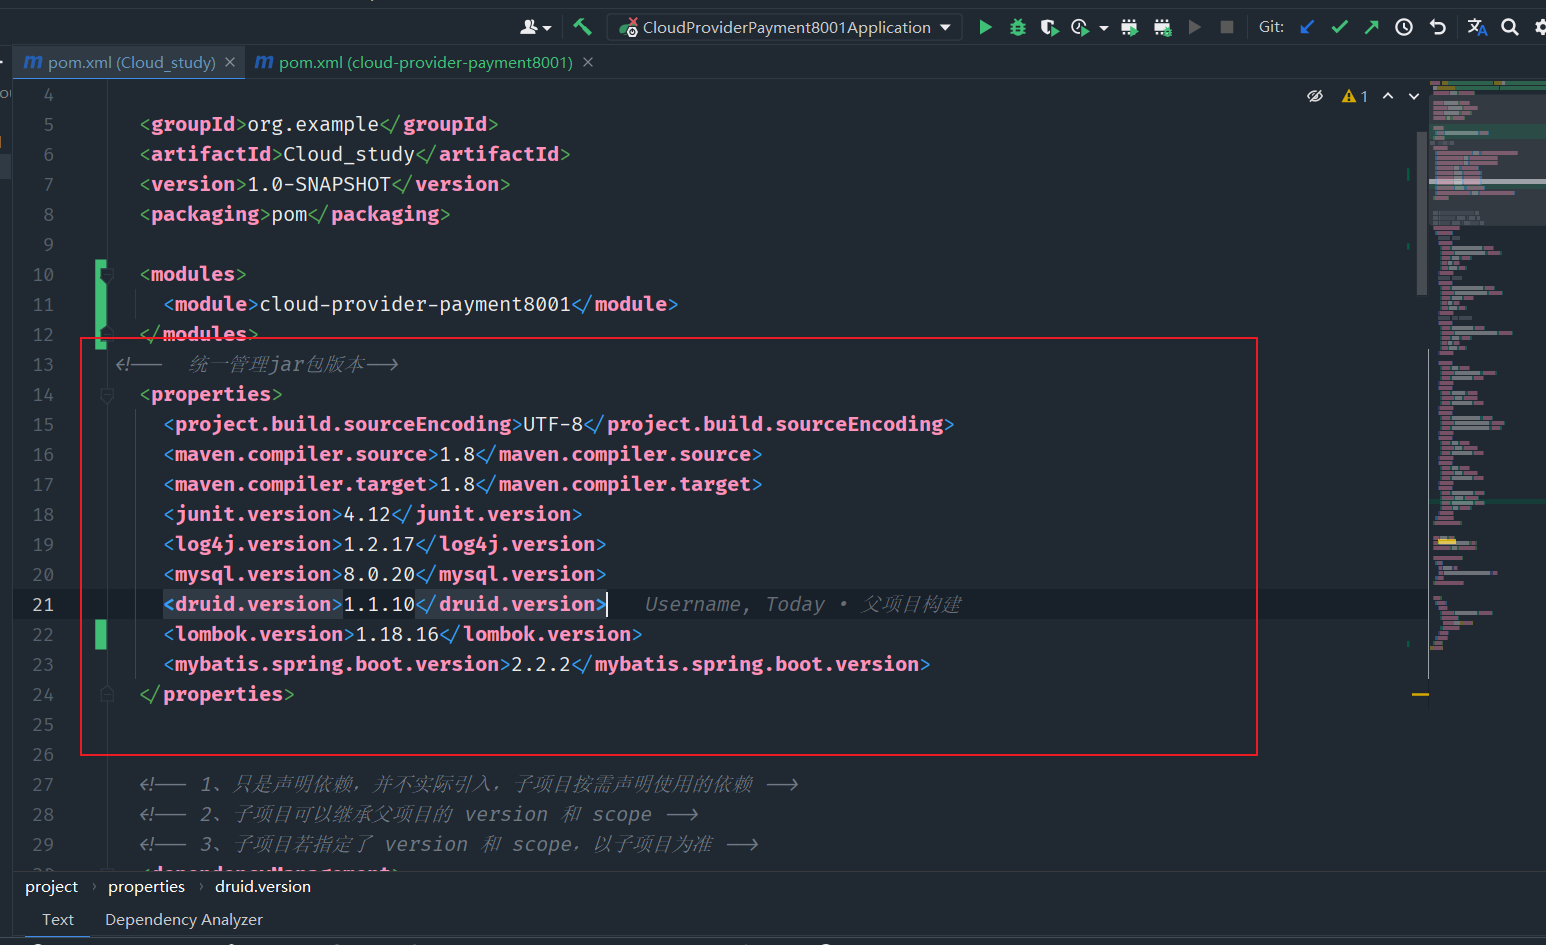 CloudProviderPayment8001Application
Git:
pom.xml (Cloud_study)
pom.xml (cloud-provider-payment8001)
1
4
5 <groupId>org.example</groupId>
6 <artifactId>Cloud_study</artifactId>
7 <version>1.0-SNAPSHOT</version>
8 <packaging>pom</packaging>
9
10 <modules>
11 <module>cloud-provider-payment8001</module>
12 </modules>
13 <!-- 统一管理jar包版本-->
14 <properties>
15 <project.build.sourceEncoding>UTF-8</project.build.sourceEncoding>
16 <maven.compiler.source>1.8</maven.compiler.source>
17 <maven.compiler.target>1.8</maven.compiler.target>
18 <junit.version>4.12</junit.version>
19 <log4j.version>1.2.17</log4j.version>
20 <mysql.version>8.0.20</mysql.version>
21 <druid.version>1.1.10</druid.version> Username, Today • 父项目构建
22 <lombok.version>1.18.16</lombok.version>
23 <mybatis.spring.boot.version>2.2.2</mybatis.spring.boot.version>
24 </properties>
25
26
27 <!-- 1、只是声明依赖，并不实际引入，子项目按需声明使用的依赖 -->
28 <!-- 2、子项目可以继承父项目的 version 和 scope -->
29 <!-- 3、子项目若指定了 version 和 scope，以子项目为准 -->
<dependencyManagement>
project › properties › druid.version
Text Dependency Analyzer